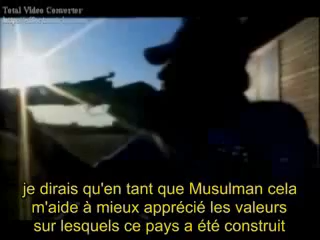 Total Video Converter
je dirais qu'en tant que Musulman cela
m'aide à mieux apprécié les valeurs
sur lesquels ce pays a été construit